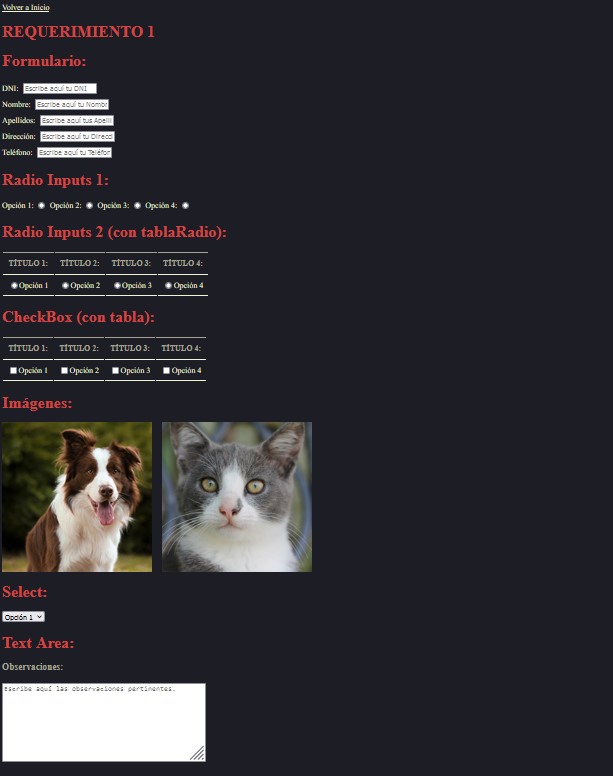 Volver a Inicio
REQUERIMIENTO 1
Formulario:
DNI: Escribe aquí tu DNI
Nombre: Escribe aquí tu Nombr
Apellidos: Escribe aquí tus Apelli
Dirección: Escribe aquí tu Direcci
Teléfono: Escribe aquí tu Teléfor
Radio Inputs 1:
Opción 1: Opción 2: Opción 3: Opción 4:
Radio Inputs 2 (con tablaRadio):
TÍTULO 1: TÍTULO 2: TÍTULO 3: TÍTULO 4:
Opción 1 Opción 2 Opción 3 Opción 4
CheckBox (con tabla):
TÍTULO 1: TÍTULO 2: TÍTULO 3: TÍTULO 4:
Opción 1 Opción 2 Opción 3 Opción 4
Imágenes:
Select:
Opción 1
Text Area:
Observaciones:
Escribe aquí las observaciones pertinentes.